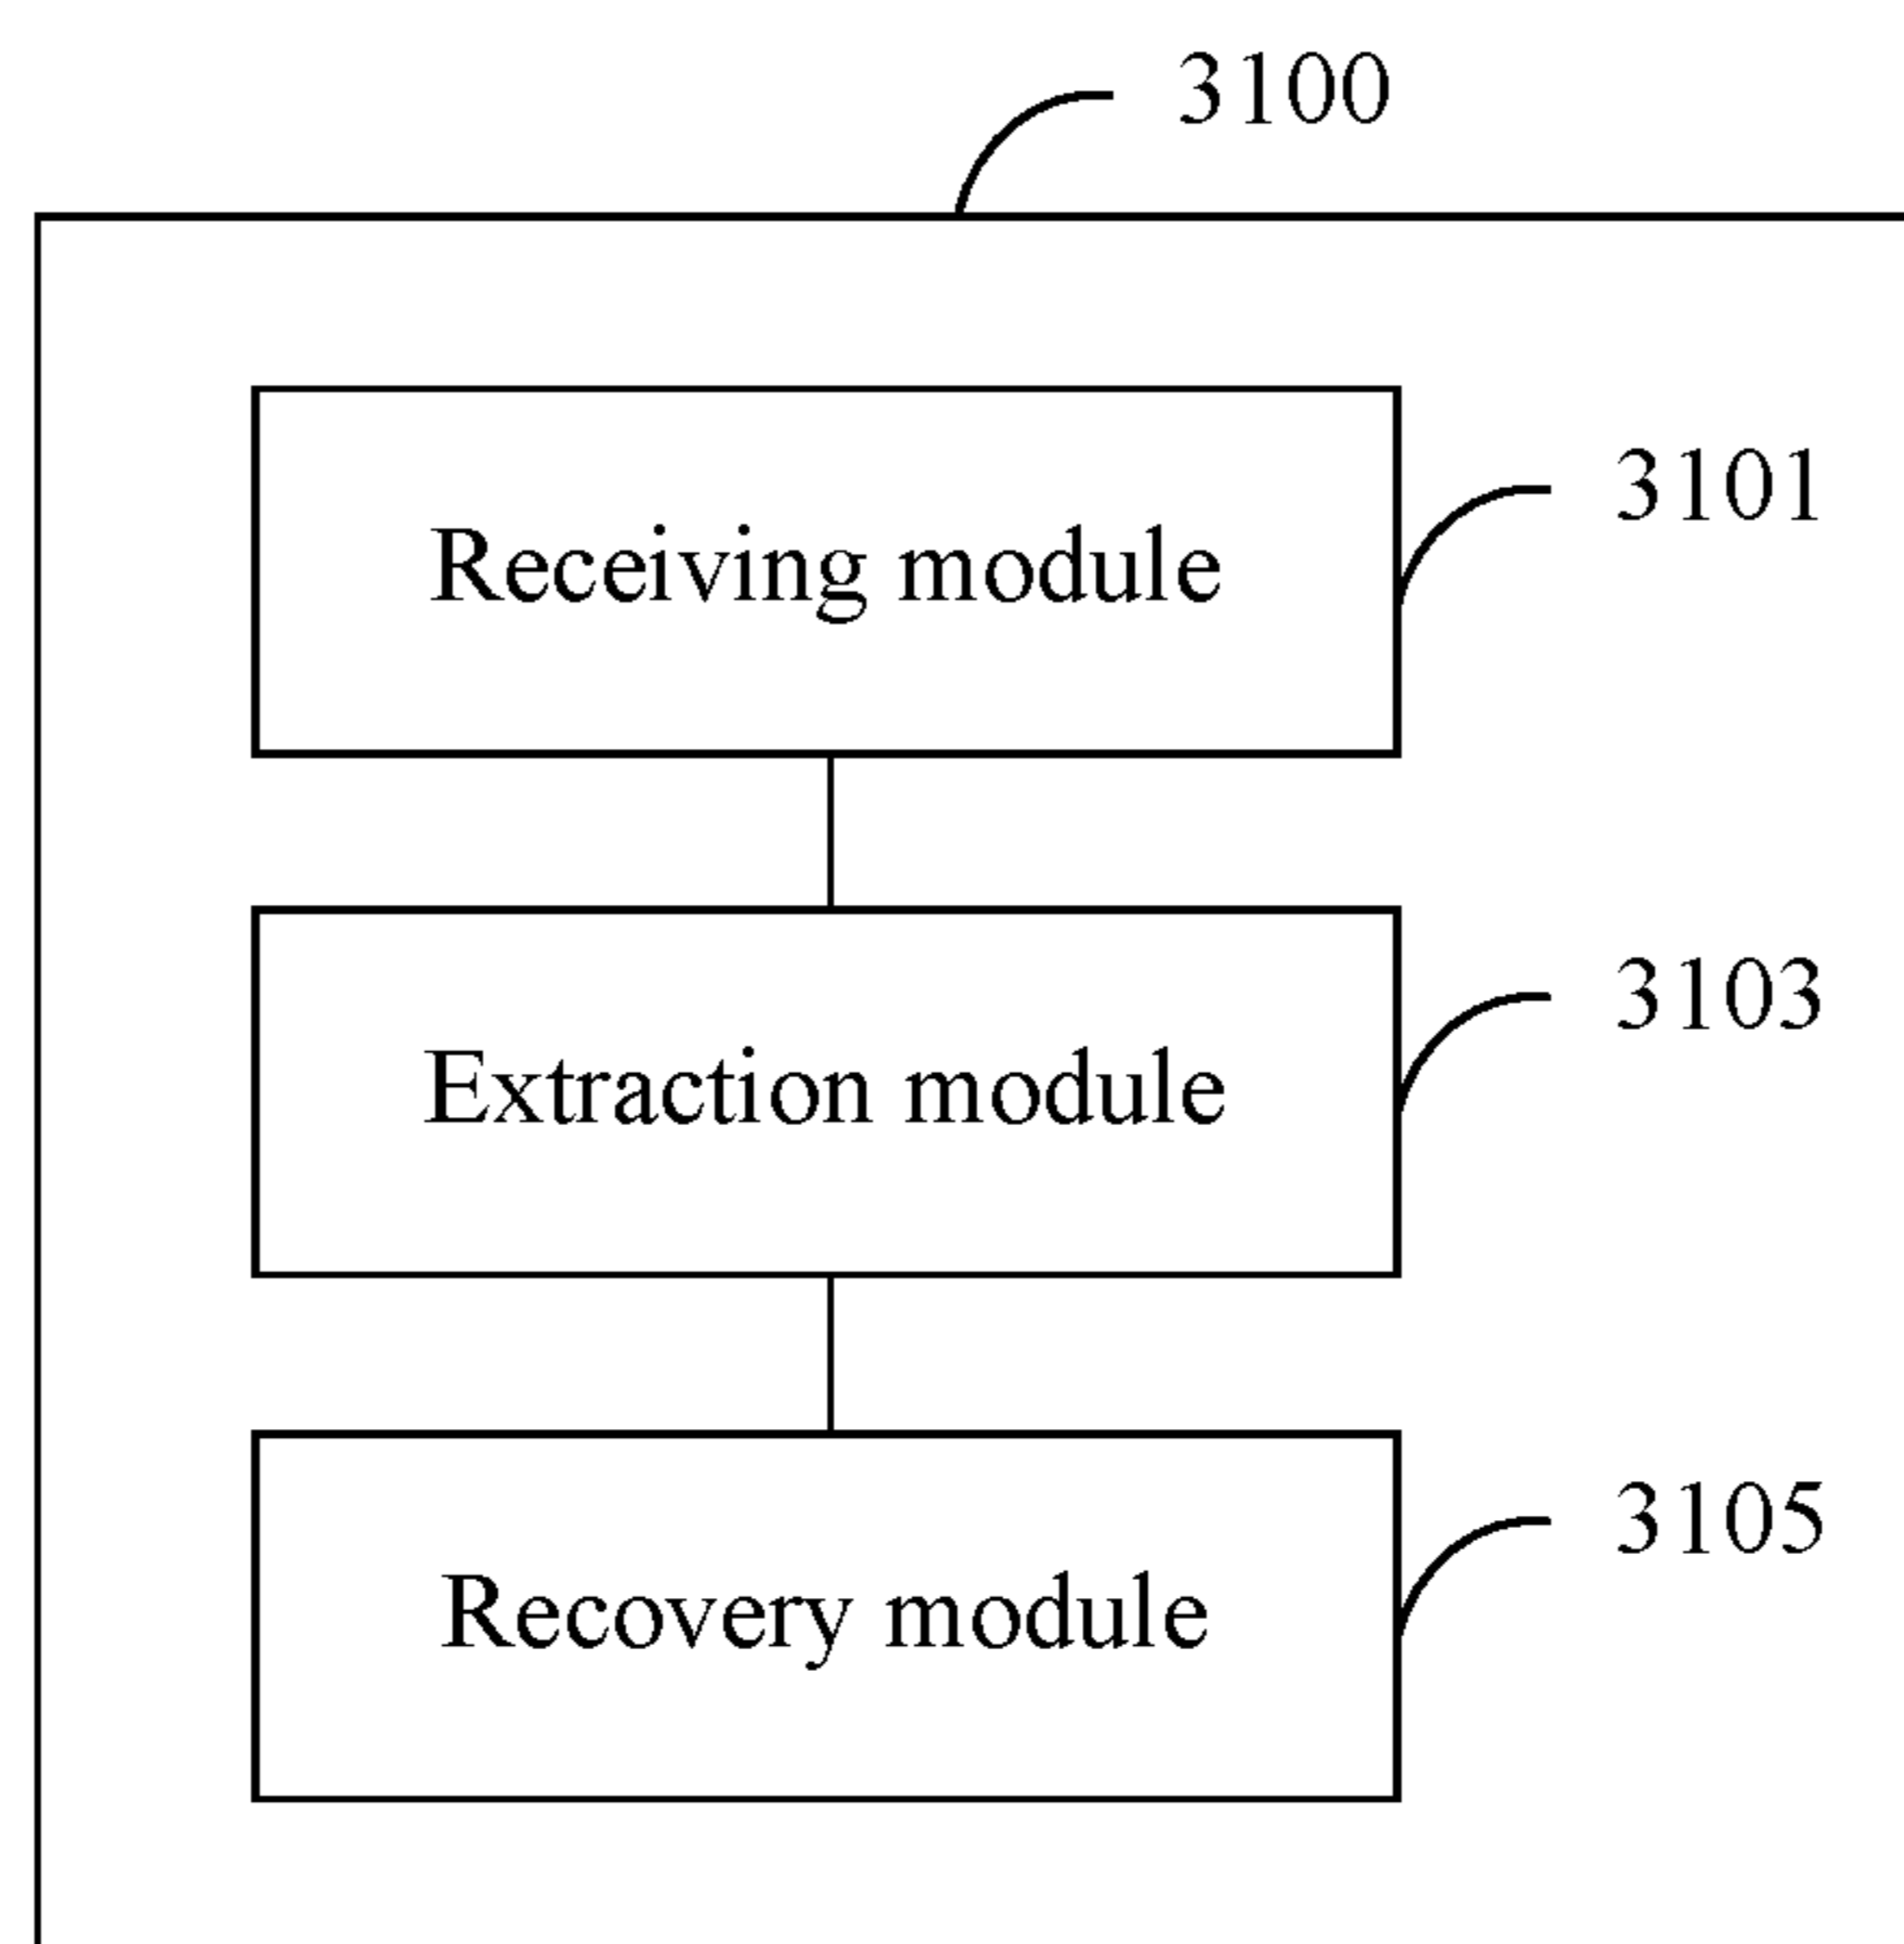 3100
Receiving module
3101
Extraction module
3103
Recovery module
3105